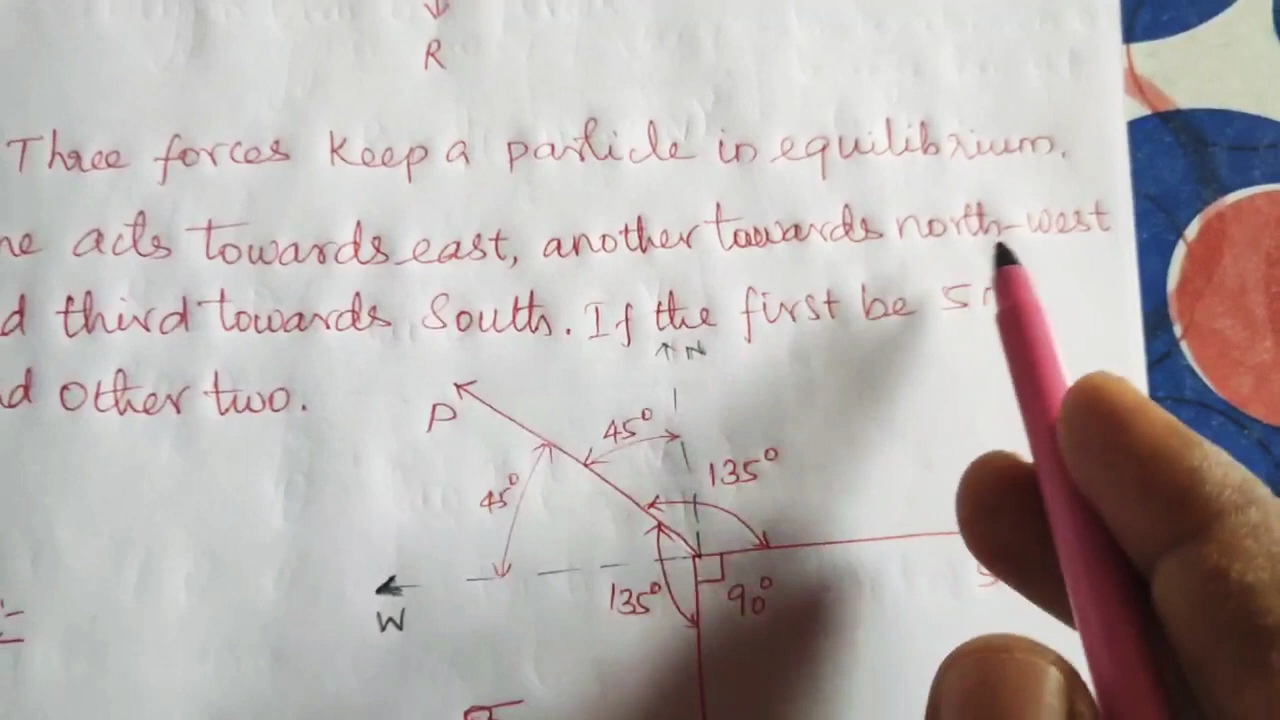 R
Three forces keep a particle in equilibrium.
acts towards east, another towards north-west
third towards South. If the first be 5
other two.
N
P
45°
135°
45°
135°
90°
W